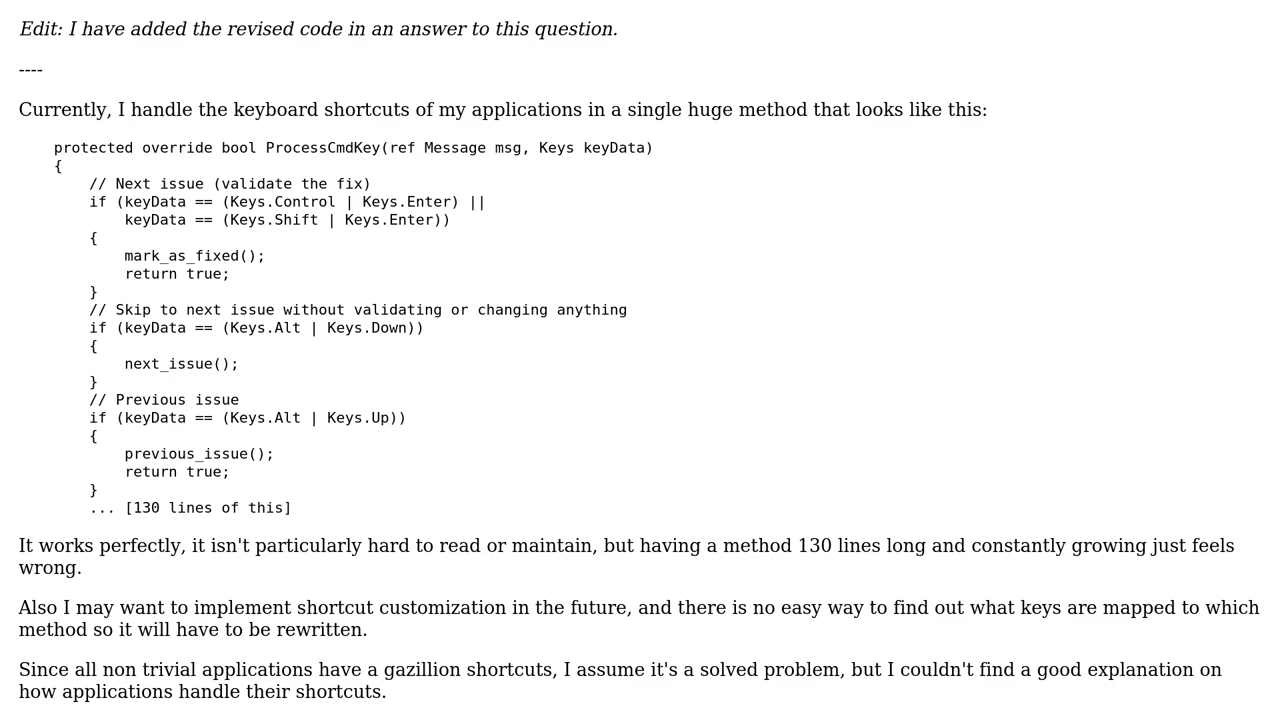 Edit: I have added the revised code in an answer to this question.
----
Currently, I handle the keyboard shortcuts of my applications in a single huge method that looks like this:
protected override bool ProcessCmdKey(ref Message msg, Keys keyData)
{
    // Next issue (validate the fix)
    if (keyData == (Keys.Control | Keys.Enter) ||
        keyData == (Keys.Shift | Keys.Enter))
    {
        mark_as_fixed();
        return true;
    }
    // Skip to next issue without validating or changing anything
    if (keyData == (Keys.Alt | Keys.Down))
    {
        next_issue();
    }
    // Previous issue
    if (keyData == (Keys.Alt | Keys.Up))
    {
        previous_issue();
        return true;
    }
    ... [130 lines of this]
It works perfectly, it isn't particularly hard to read or maintain, but having a method 130 lines long and constantly growing just feels
wrong.
Also I may want to implement shortcut customization in the future, and there is no easy way to find out what keys are mapped to which
method so it will have to be rewritten.
Since all non trivial applications have a gazillion shortcuts, I assume it's a solved problem, but I couldn't find a good explanation on
how applications handle their shortcuts.